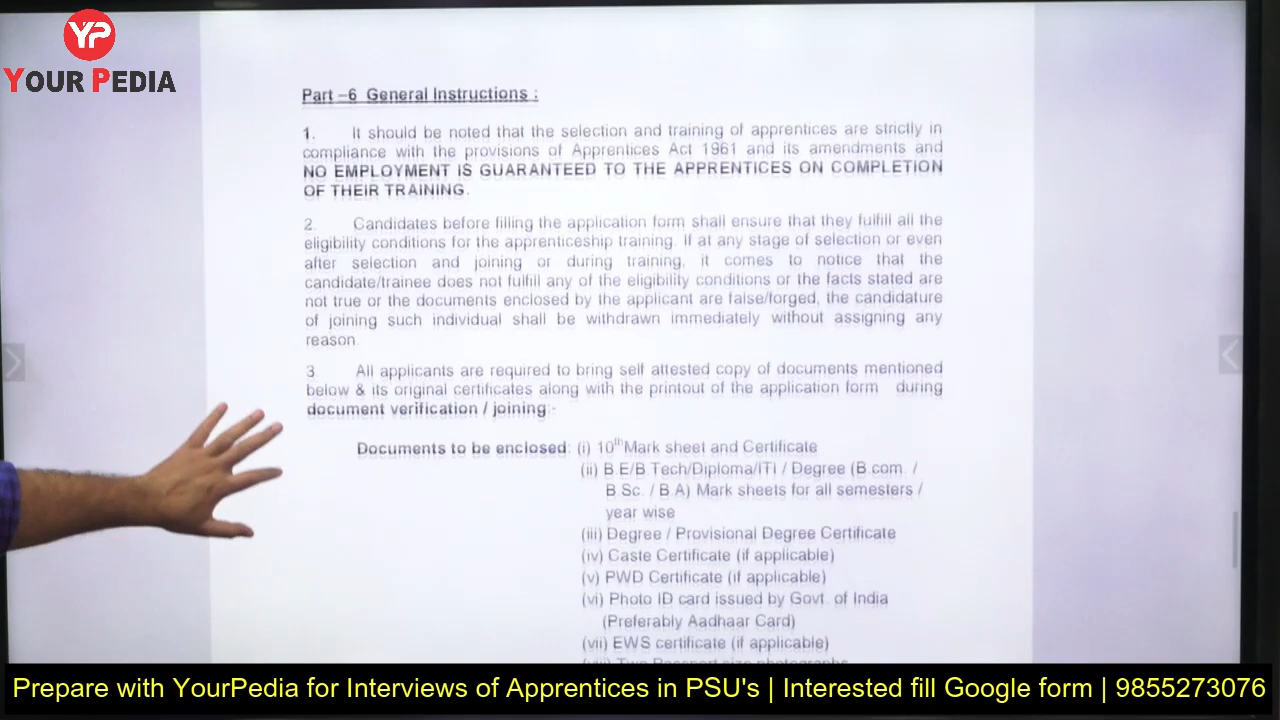 YP
YOUR PEDIA
Part –6 General Instructions :
1. It should be noted that the selection and training of apprentices are strictly in
compliance with the provisions of Apprentices Act 1961 and its amendments and
NO EMPLOYMENT IS GUARANTEED TO THE APPRENTICES ON COMPLETION
OF THEIR TRAINING.
2. Candidates before filling the application form shall ensure that they fulfill all the
eligibility conditions for the apprenticeship training. If at any stage of selection or even
after selection and joining or during training, it comes to notice that the
candidate/trainee does not fulfill any of the eligibility conditions or the facts stated are
not true or the documents enclosed by the applicant are false/forged, the candidature
of joining such individual shall be withdrawn immediately without assigning any
reason.
3. All applicants are required to bring self attested copy of documents mentioned
below & its original certificates along with the printout of the application form during
document verification / joining:-
Documents to be enclosed: (i) 10th Mark sheet and Certificate
(ii) B.E/B.Tech/Diploma/ITI / Degree (B.com. /
B.Sc. / B.A) Mark sheets for all semesters /
year wise
(iii) Degree / Provisional Degree Certificate
(iv) Caste Certificate (if applicable)
(v) PWD Certificate (if applicable)
(vi) Photo ID card issued by Govt. of India
(Preferably Aadhaar Card)
(vii) EWS certificate (if applicable)
(viii) Two Passport size photographs
Prepare with YourPedia for Interviews of Apprentices in PSU's | Interested fill Google form | 9855273076